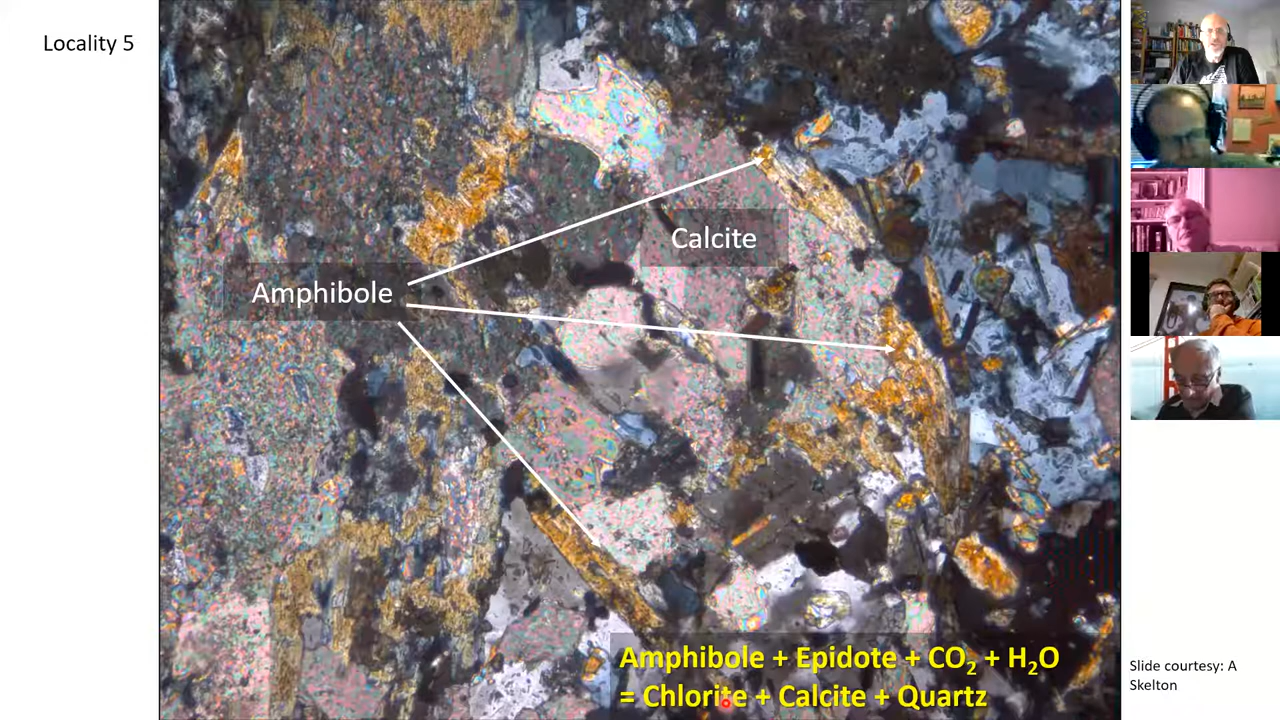 Locality 5
Calcite
Amphibole
Amphibole + Epidote + CO₂ + H₂O
= Chlorite + Calcite + Quartz
Slide courtesy: A
Skelton